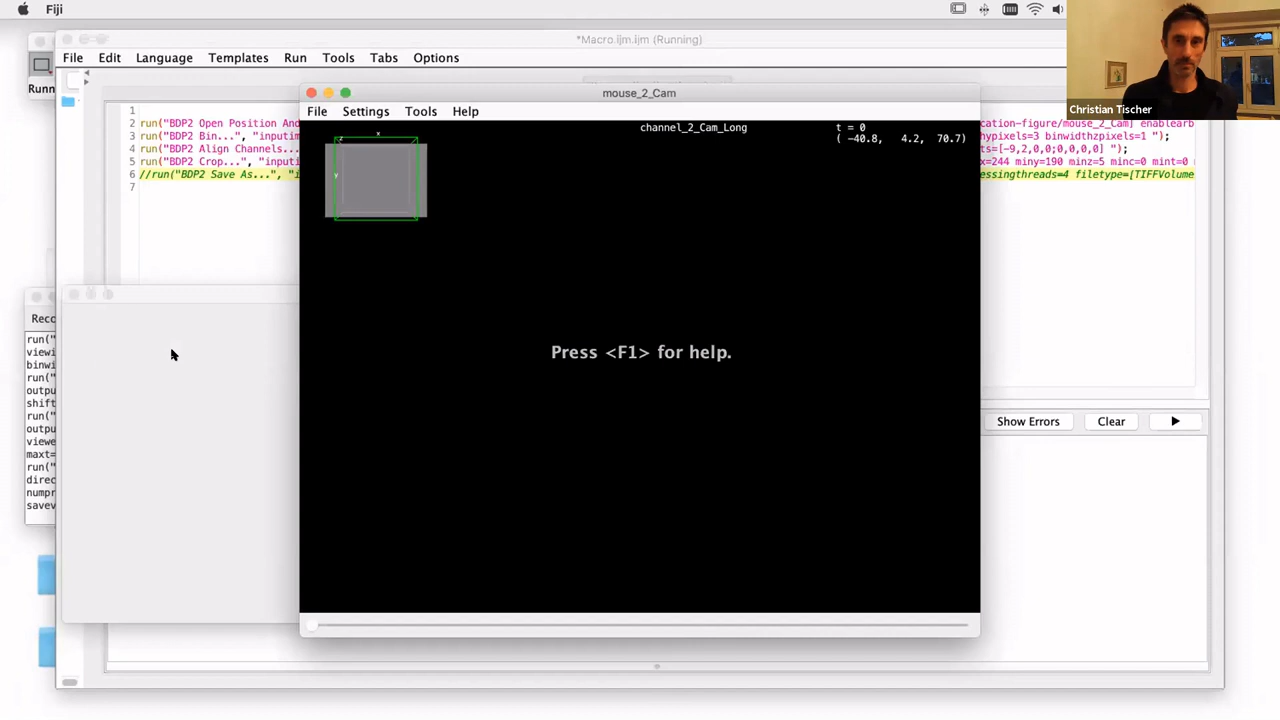 Fiji
*Macro.ijm.ijm (Running)
File Edit Language Templates Run Tools Tabs Options
Christian Tischer
mouse_2_Cam
File Settings Tools Help
channel_2_Cam_Long
t = 0
( -40.8, 4.2, 70.7)
x
z
y
Press <F1> for help.
1
2 run("BDP2 Open Position And
cation-figure/mouse_2_Cam] enablearb
3 run("BDP2 Bin...", "inputim
hypixels=3 binwidthzpixels=1 ");
4 run("BDP2 Align Channels...
ts=[-9,2,0,0;0,0,0,0] ");
5 run("BDP2 Crop...", "inputi
x=244 miny=190 minz=5 minc=0 mint=0
6 //run("BDP2 Save As...", "i
essingthreads=4 filetype=[TIFFVolume
7
Show Errors Clear
Runn
Reco
run("
viewi
binwi
run("
outpu
shift
run("
outpu
viewe
maxt=
run("
direc
numpr
savev